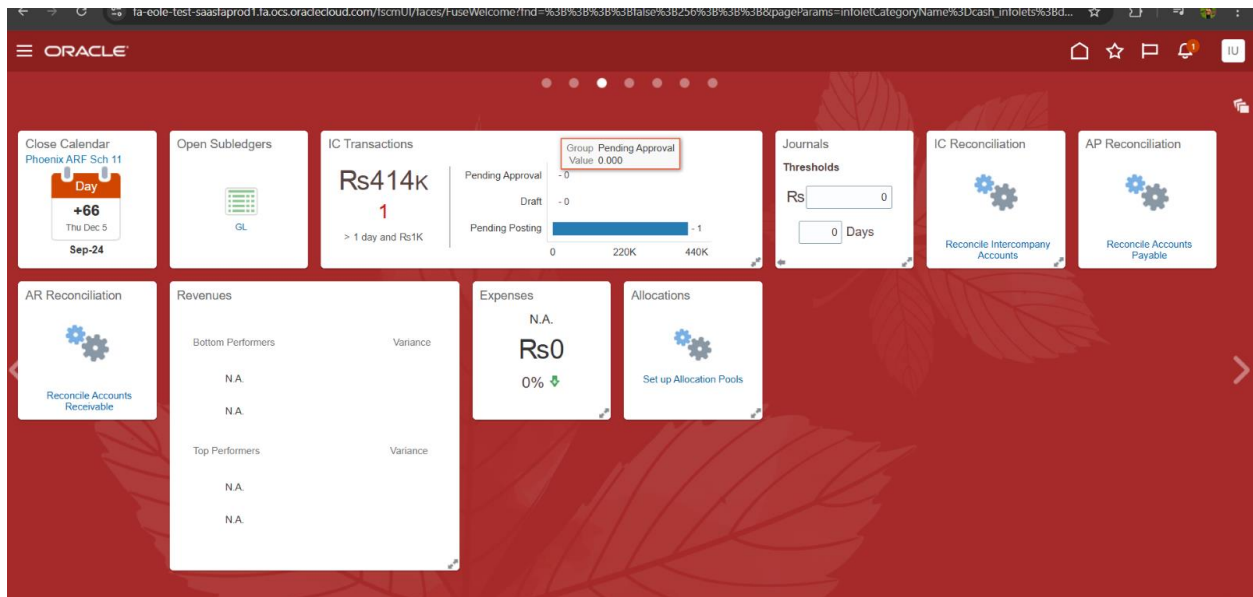 fa-eole-test-saasfaprod1.fa.ocs.oraclecloud.com/fscmUI/faces/FuseWelcome?fnd=%3B%3B%3B%3Bfalse%3B256%3B%3B%3B&pageParams=infoletCategoryName%3Dcash_infolets%3Bd...
ORACLE
1
IU
Close Calendar
Phoenix ARF Sch 11
Day
+66
Thu Dec 5
Sep-24
Open Subledgers
GL
IC Transactions
Rs414K
1
> 1 day and Rs1K
Group Pending Approval
Value 0.000
Pending Approval - 0
Draft - 0
Pending Posting - 1
0 220K 440K
Journals
Thresholds
Rs 0
0 Days
IC Reconciliation
Reconcile Intercompany
Accounts
AP Reconciliation
Reconcile Accounts
Payable
AR Reconciliation
Reconcile Accounts
Receivable
Revenues
Bottom Performers Variance
N.A.
N.A.
Top Performers Variance
N.A.
N.A.
Expenses
N.A.
Rs0
0%
Allocations
Set up Allocation Pools